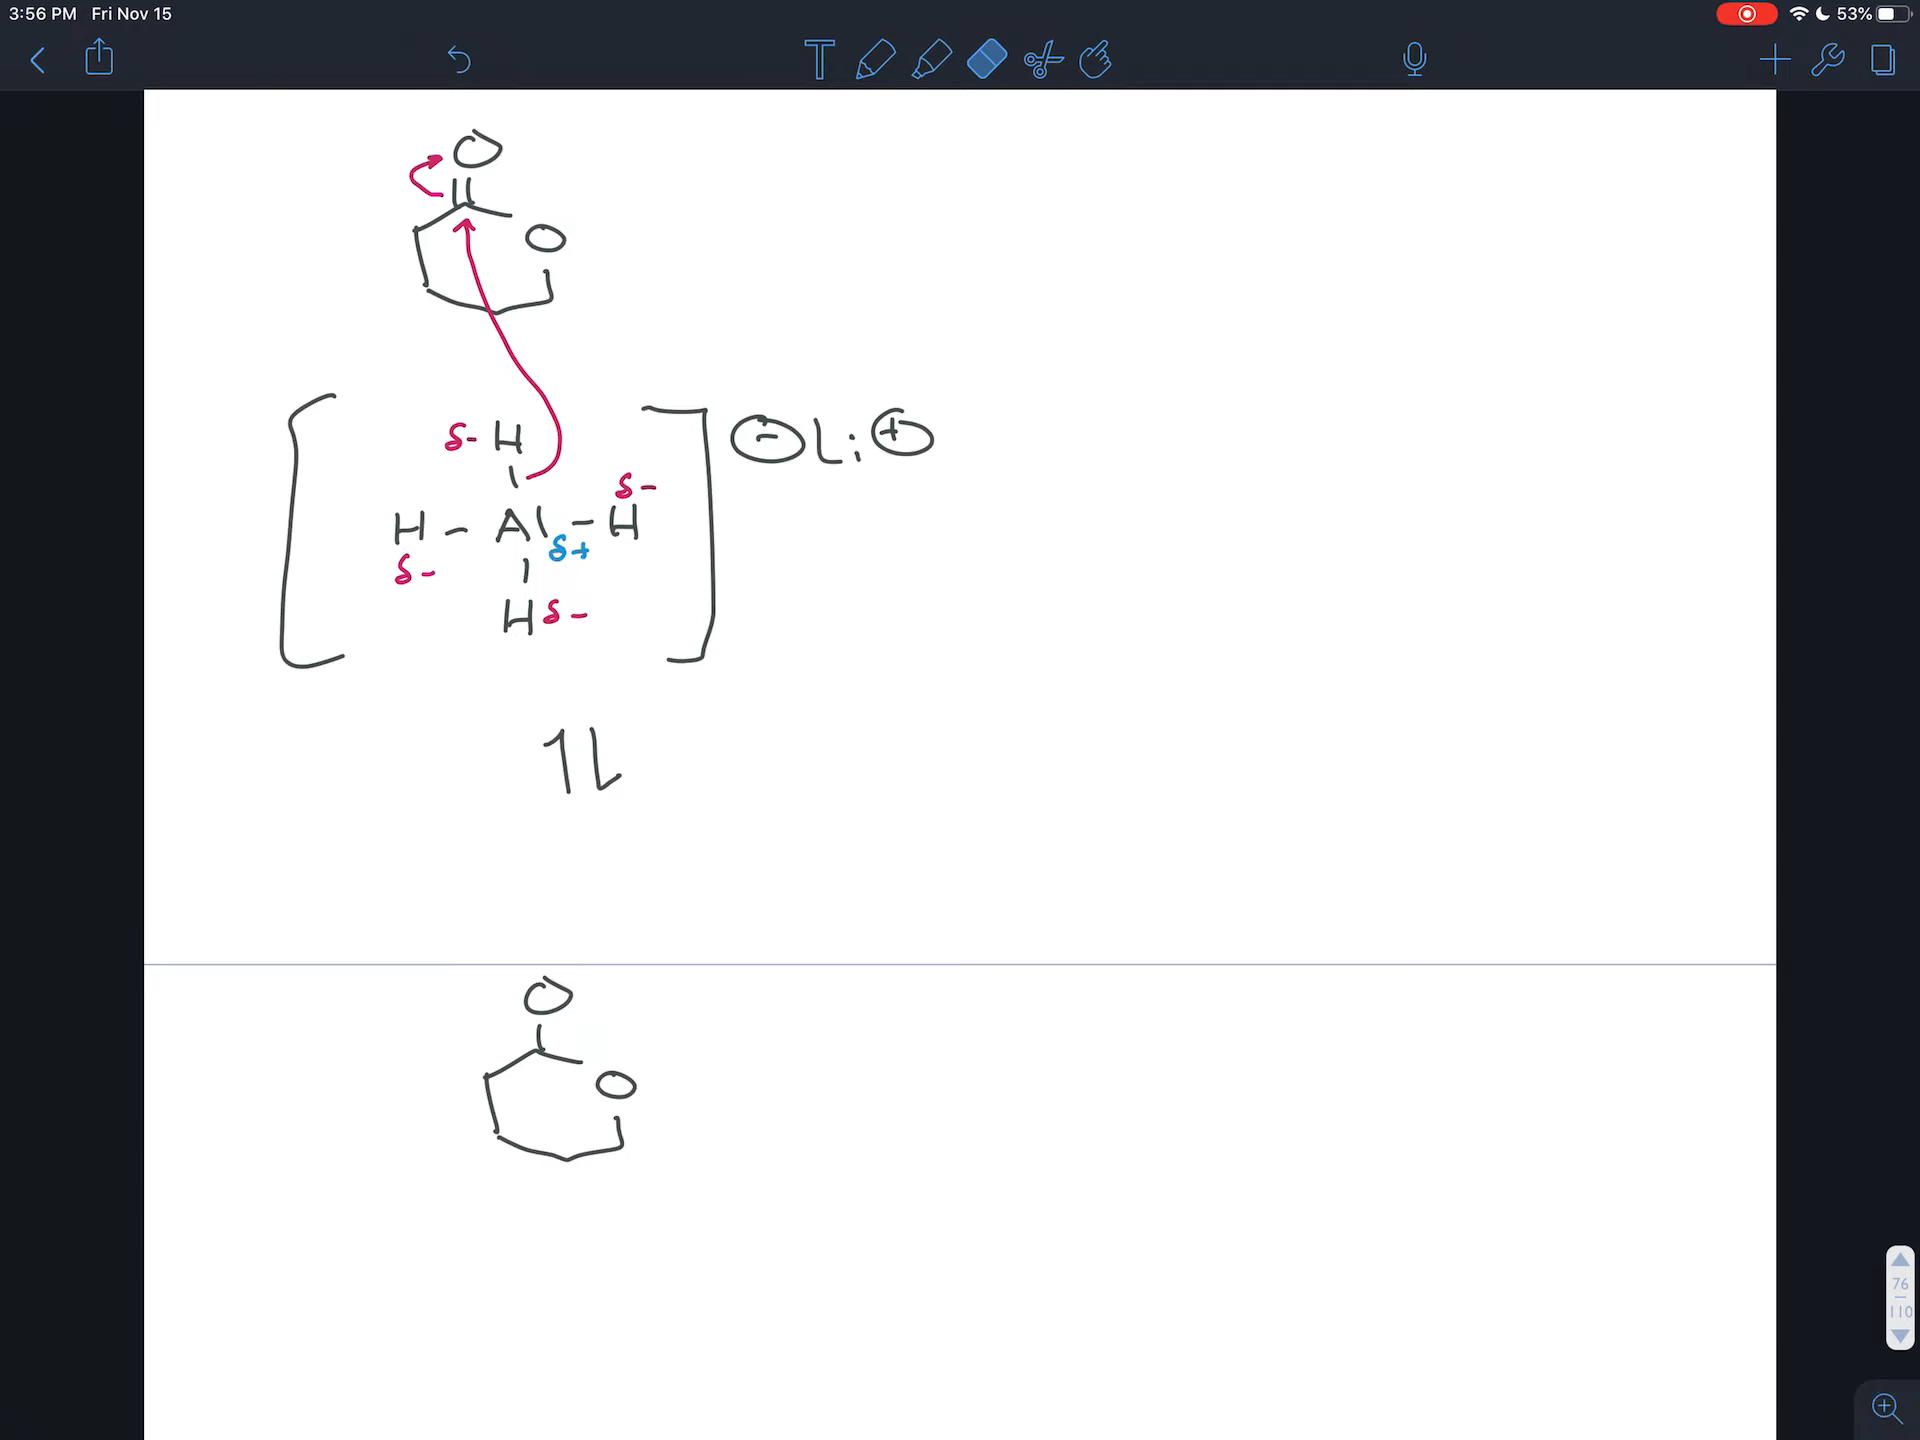 3:56 PM Fri Nov 15
53%
T
O
O
δ- H
⊖ Li ⊕
δ-
H - Al - H
δ+
δ-
H δ-
O
O
76
110